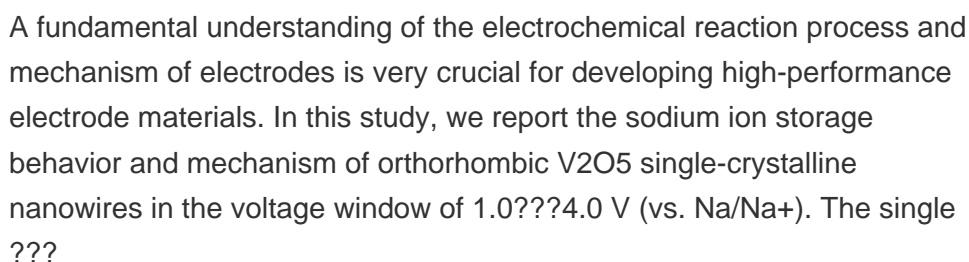 A fundamental understanding of the electrochemical reaction process and
mechanism of electrodes is very crucial for developing high-performance
electrode materials. In this study, we report the sodium ion storage
behavior and mechanism of orthorhombic V2O5 single-crystalline
nanowires in the voltage window of 1.0???4.0 V (vs. Na/Na+). The single
???